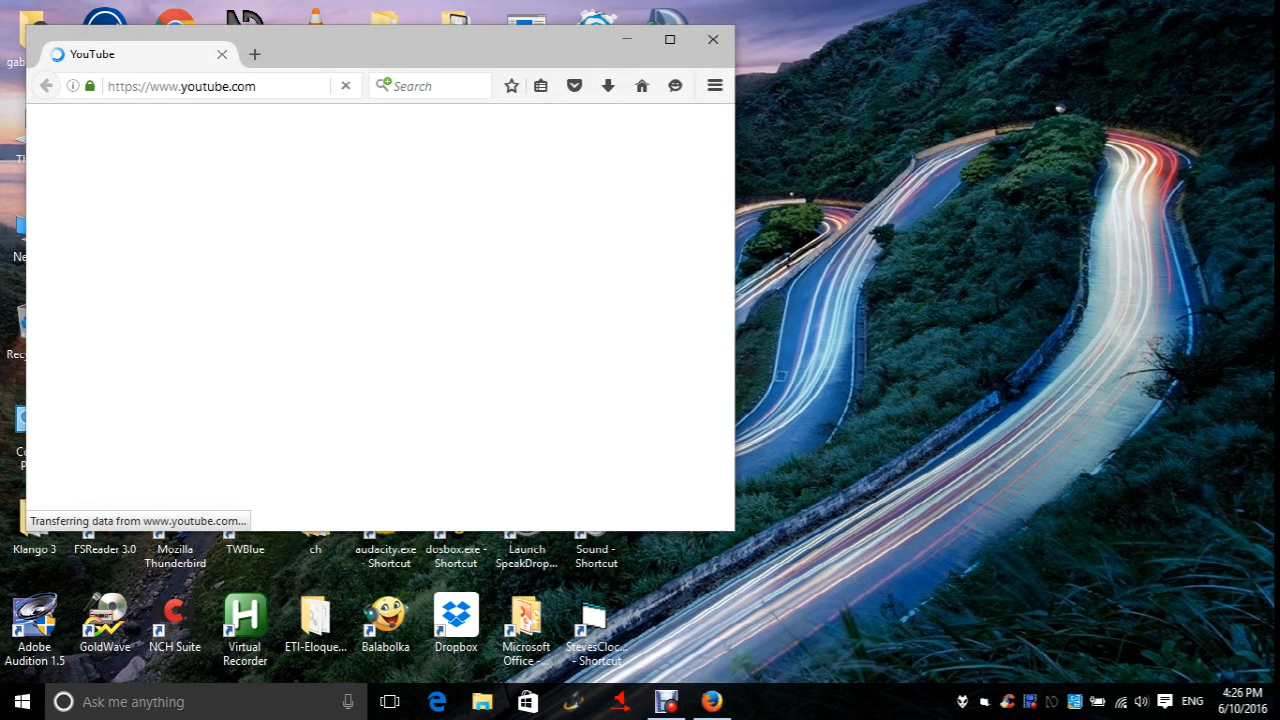 YouTube
https://www.youtube.com
Search
Transferring data from www.youtube.com...
Klango 3
FSReader 3.0
Mozilla
Thunderbird
TWBlue
ch
audacity.exe
- Shortcut
dosbox.exe -
Shortcut
Launch
SpeakDrop...
Sound -
Shortcut
Adobe
Audition 1.5
GoldWave
NCH Suite
Virtual
Recorder
ETI-Eloque...
Balabolka
Dropbox
Microsoft
Office - ...
StevesCloc...
- Shortcut
Ask me anything
ENG
4:26 PM
6/10/2016